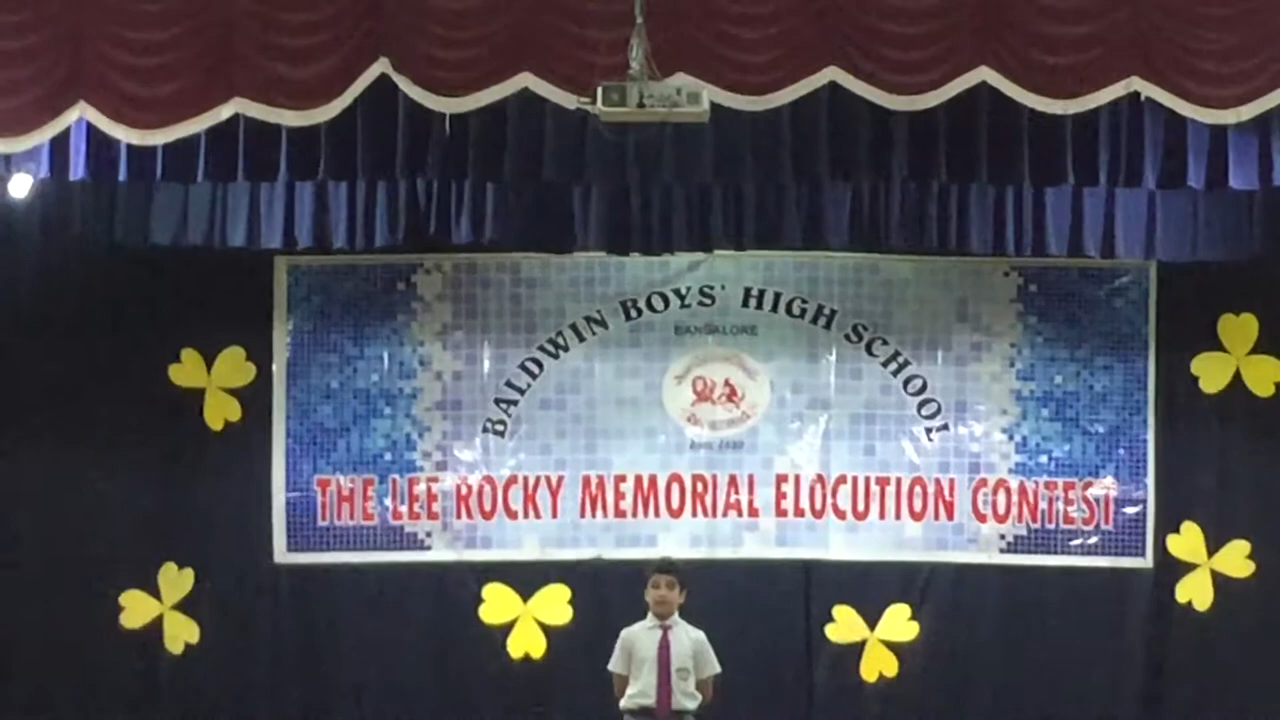 BALDWIN BOYS' HIGH SCHOOL
BANGALORE
THE LEE ROCKY MEMORIAL ELOCUTION CONTEST